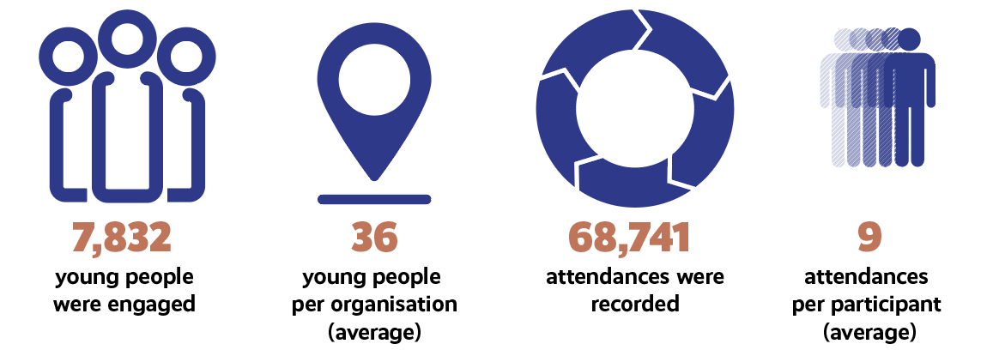 7,832
young people
were engaged
36
young people
per organisation
(average)
68,741
attendances were
recorded
9
attendances
per participant
(average)